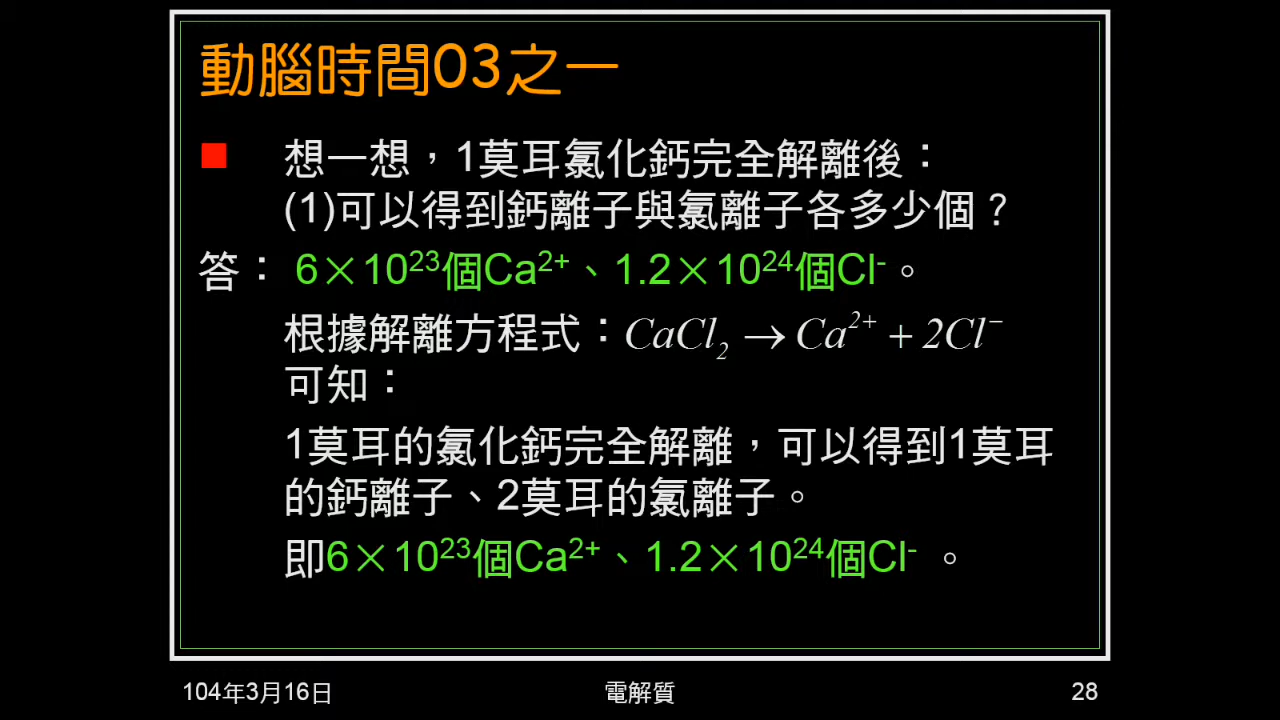 動腦時間03之一
■ 想一想，1莫耳氯化鈣完全解離後：
(1)可以得到鈣離子與氯離子各多少個？
答： 6×10²³個Ca²⁺、1.2×10²⁴個Cl⁻。
根據解離方程式：CaCl₂ → Ca²⁺ + 2Cl⁻
可知：
1莫耳的氯化鈣完全解離，可以得到1莫耳
的鈣離子、2莫耳的氯離子。
即6×10²³個Ca²⁺、1.2×10²⁴個Cl⁻ 。
104年3月16日 電解質 28